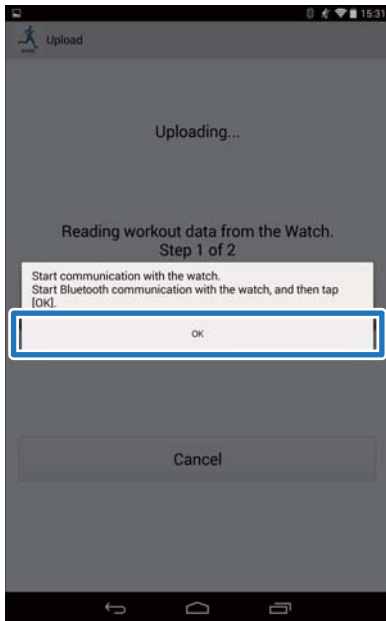 15:31
Upload
Uploading...
Reading workout data from the Watch.
Step 1 of 2
Start communication with the watch.
Start Bluetooth communication with the watch, and then tap
[OK].
OK
Cancel